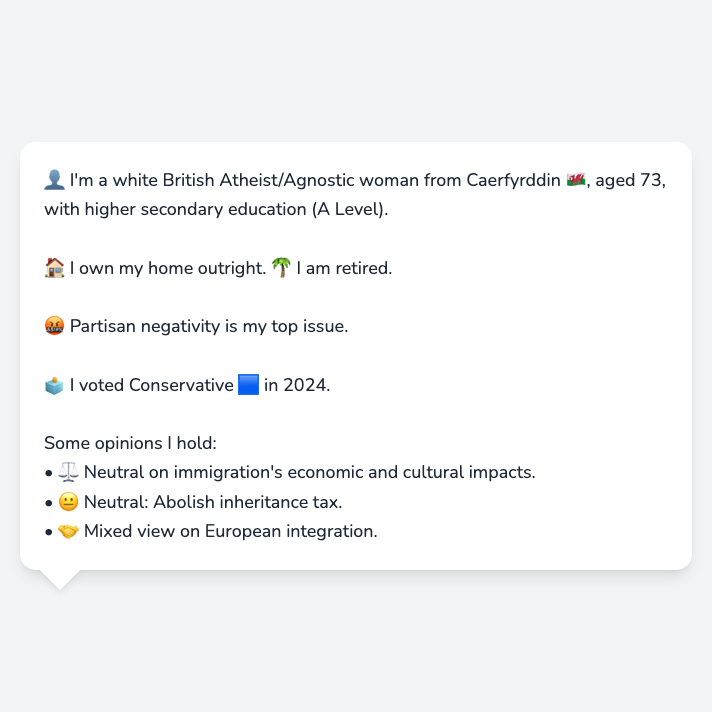 👤 I'm a white British Atheist/Agnostic woman from Caerfyrddin 🏴󠁧󠁢󠁷󠁬󠁳󠁿, aged 73,
with higher secondary education (A Level).
🏠 I own my home outright. 🌴 I am retired.
🤬 Partisan negativity is my top issue.
🗳️ I voted Conservative 🟦 in 2024.
Some opinions I hold:
• ⚖️ Neutral on immigration's economic and cultural impacts.
• 😐 Neutral: Abolish inheritance tax.
• 🤝 Mixed view on European integration.